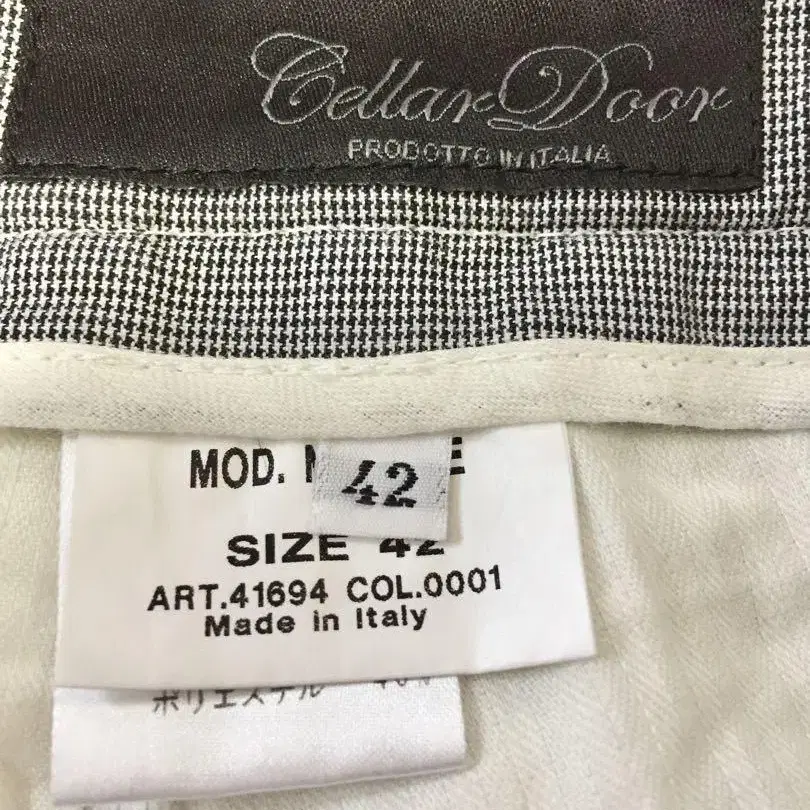 Cellar Door
PRODOTTO IN ITALIA
MOD.
42
SIZE 42
ART.41694 COL.0001
Made in Italy
ポリエステル